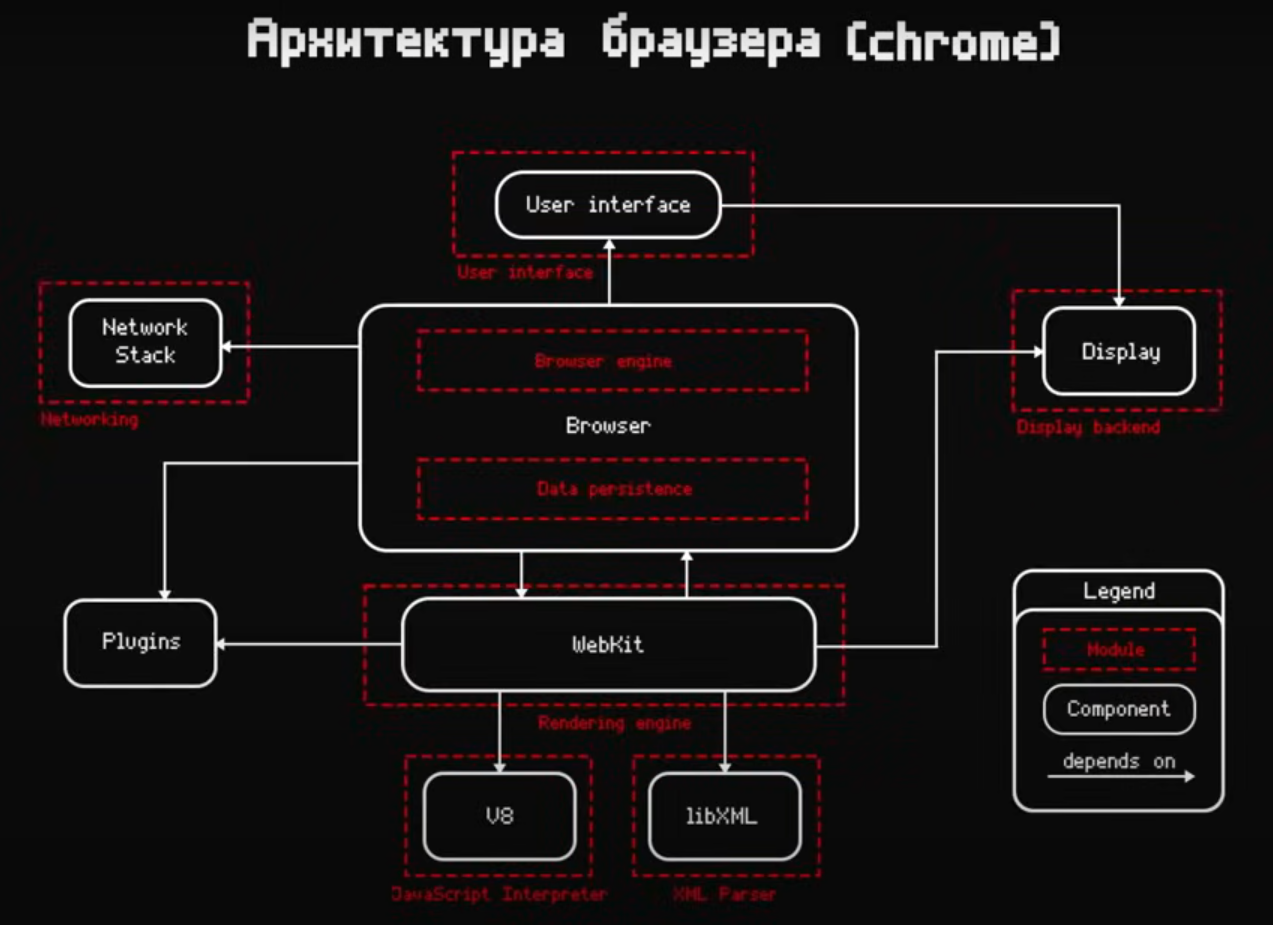 Архитектура браузера (chrome)
User interface
User interface
Network
Stack
Networking
Browser engine
Browser
Data persistence
Display
Display backend
Plugins
WebKit
Rendering engine
V8
JavaScript Interpreter
libXML
XML Parser
Legend
Module
Component
depends on